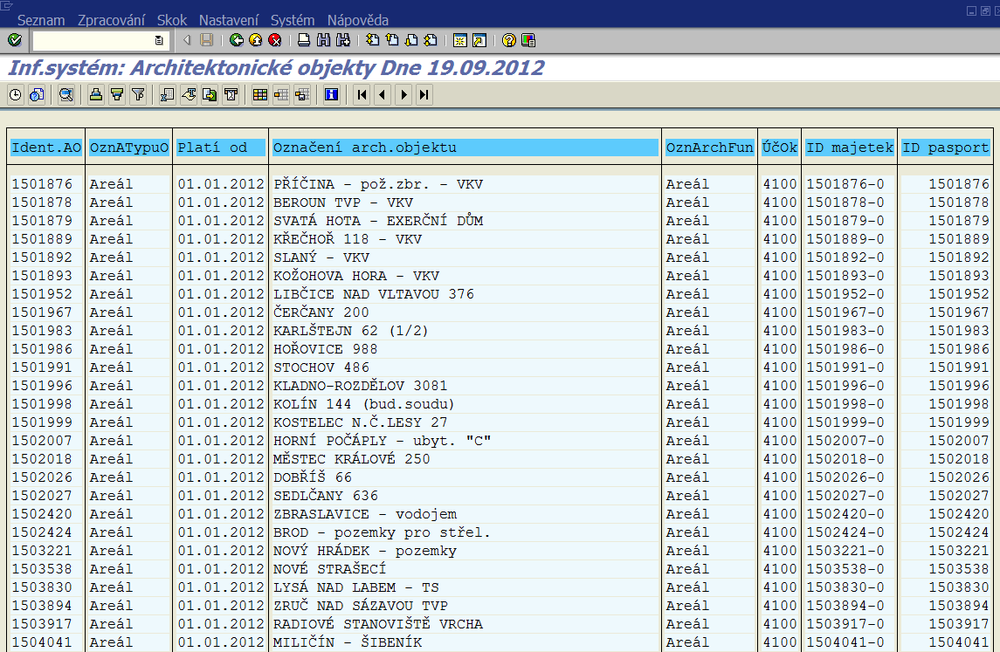 Seznam Zpracování Skok Nastavení Systém Nápověda
Inf.systém: Architektonické objekty Dne 19.09.2012
Ident.AO OznATypuO Platí od Označení arch.objektu OznArchFun ÚčOk ID majetek ID pasport
1501876 Areál 01.01.2012 PŘÍČINA - pož.zbr. - VKV Areál 4100 1501876-0 1501876
1501878 Areál 01.01.2012 BEROUN TVP - VKV Areál 4100 1501878-0 1501878
1501879 Areál 01.01.2012 SVATÁ HOTA - EXERČNÍ DŮM Areál 4100 1501879-0 1501879
1501889 Areál 01.01.2012 KŘEČHOŘ 118 - VKV Areál 4100 1501889-0 1501889
1501892 Areál 01.01.2012 SLANÝ - VKV Areál 4100 1501892-0 1501892
1501893 Areál 01.01.2012 KOŽOHOVA HORA - VKV Areál 4100 1501893-0 1501893
1501952 Areál 01.01.2012 LIBČICE NAD VLTAVOU 376 Areál 4100 1501952-0 1501952
1501967 Areál 01.01.2012 ČERČANY 200 Areál 4100 1501967-0 1501967
1501983 Areál 01.01.2012 KARLŠTEJN 62 (1/2) Areál 4100 1501983-0 1501983
1501986 Areál 01.01.2012 HOŘOVICE 988 Areál 4100 1501986-0 1501986
1501991 Areál 01.01.2012 STOCHOV 486 Areál 4100 1501991-0 1501991
1501996 Areál 01.01.2012 KLADNO-ROZDĚLOV 3081 Areál 4100 1501996-0 1501996
1501998 Areál 01.01.2012 KOLÍN 144 (bud.soudu) Areál 4100 1501998-0 1501998
1501999 Areál 01.01.2012 KOSTELEC N.Č.LESY 27 Areál 4100 1501999-0 1501999
1502007 Areál 01.01.2012 HORNÍ POČÁPLY - ubyt. "C" Areál 4100 1502007-0 1502007
1502018 Areál 01.01.2012 MĚSTEC KRÁLOVÉ 250 Areál 4100 1502018-0 1502018
1502026 Areál 01.01.2012 DOBŘÍŠ 66 Areál 4100 1502026-0 1502026
1502027 Areál 01.01.2012 SEDLČANY 636 Areál 4100 1502027-0 1502027
1502420 Areál 01.01.2012 ZBRASLAVICE - vodojem Areál 4100 1502420-0 1502420
1502424 Areál 01.01.2012 BROD - pozemky pro střel. Areál 4100 1502424-0 1502424
1503221 Areál 01.01.2012 NOVÝ HRÁDEK - pozemky Areál 4100 1503221-0 1503221
1503538 Areál 01.01.2012 NOVÉ STRAŠECÍ Areál 4100 1503538-0 1503538
1503830 Areál 01.01.2012 LYSÁ NAD LABEM - TS Areál 4100 1503830-0 1503830
1503894 Areál 01.01.2012 ZRUČ NAD SÁZAVOU TVP Areál 4100 1503894-0 1503894
1503917 Areál 01.01.2012 RADIOVÉ STANOVIŠTĚ VRCHA Areál 4100 1503917-0 1503917
1504041 Areál 01.01.2012 MILIČÍN - ŠIBENÍK Areál 4100 1504041-0 1504041